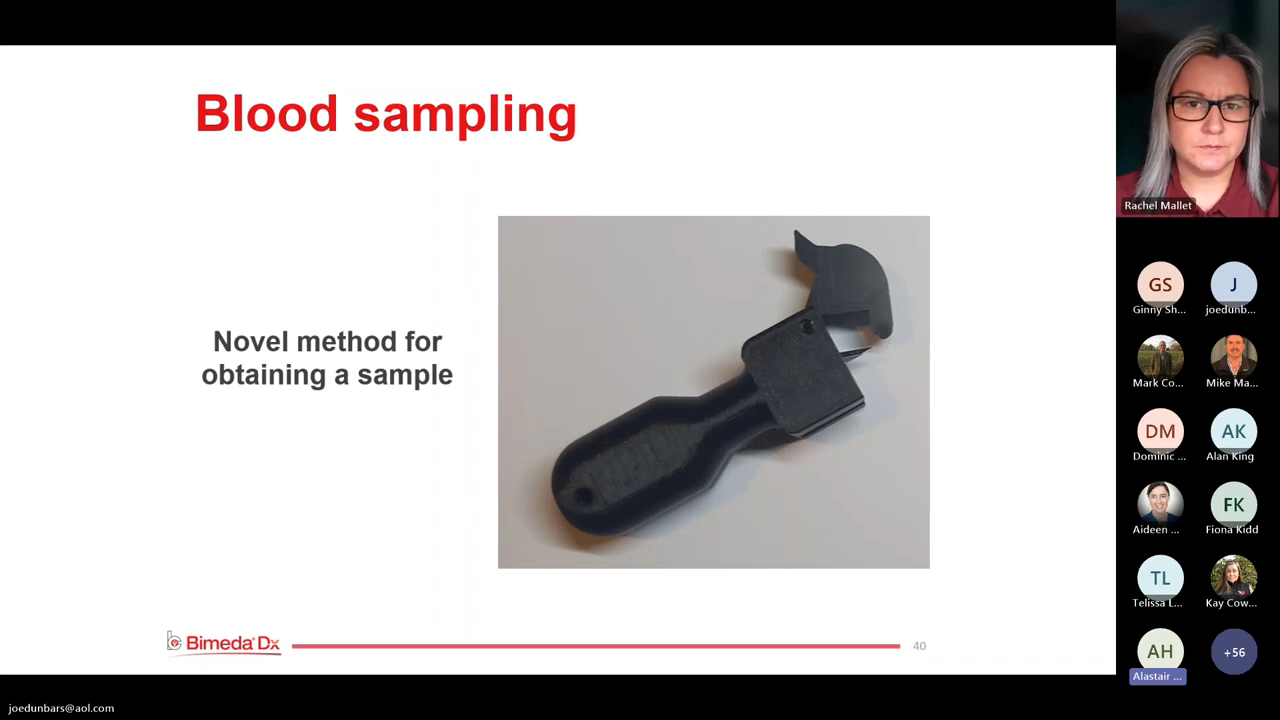 Blood sampling
Novel method for
obtaining a sample
Bimeda Dx
40
Rachel Mallet
GS
J
Ginny Sh...
joedunb...
Mark Co...
Mike Ma...
DM
AK
Dominic ...
Alan King
FK
Aideen ...
Fiona Kidd
TL
Telissa L...
Kay Cow...
AH
+56
Alastair ...
joedunbars@aol.com